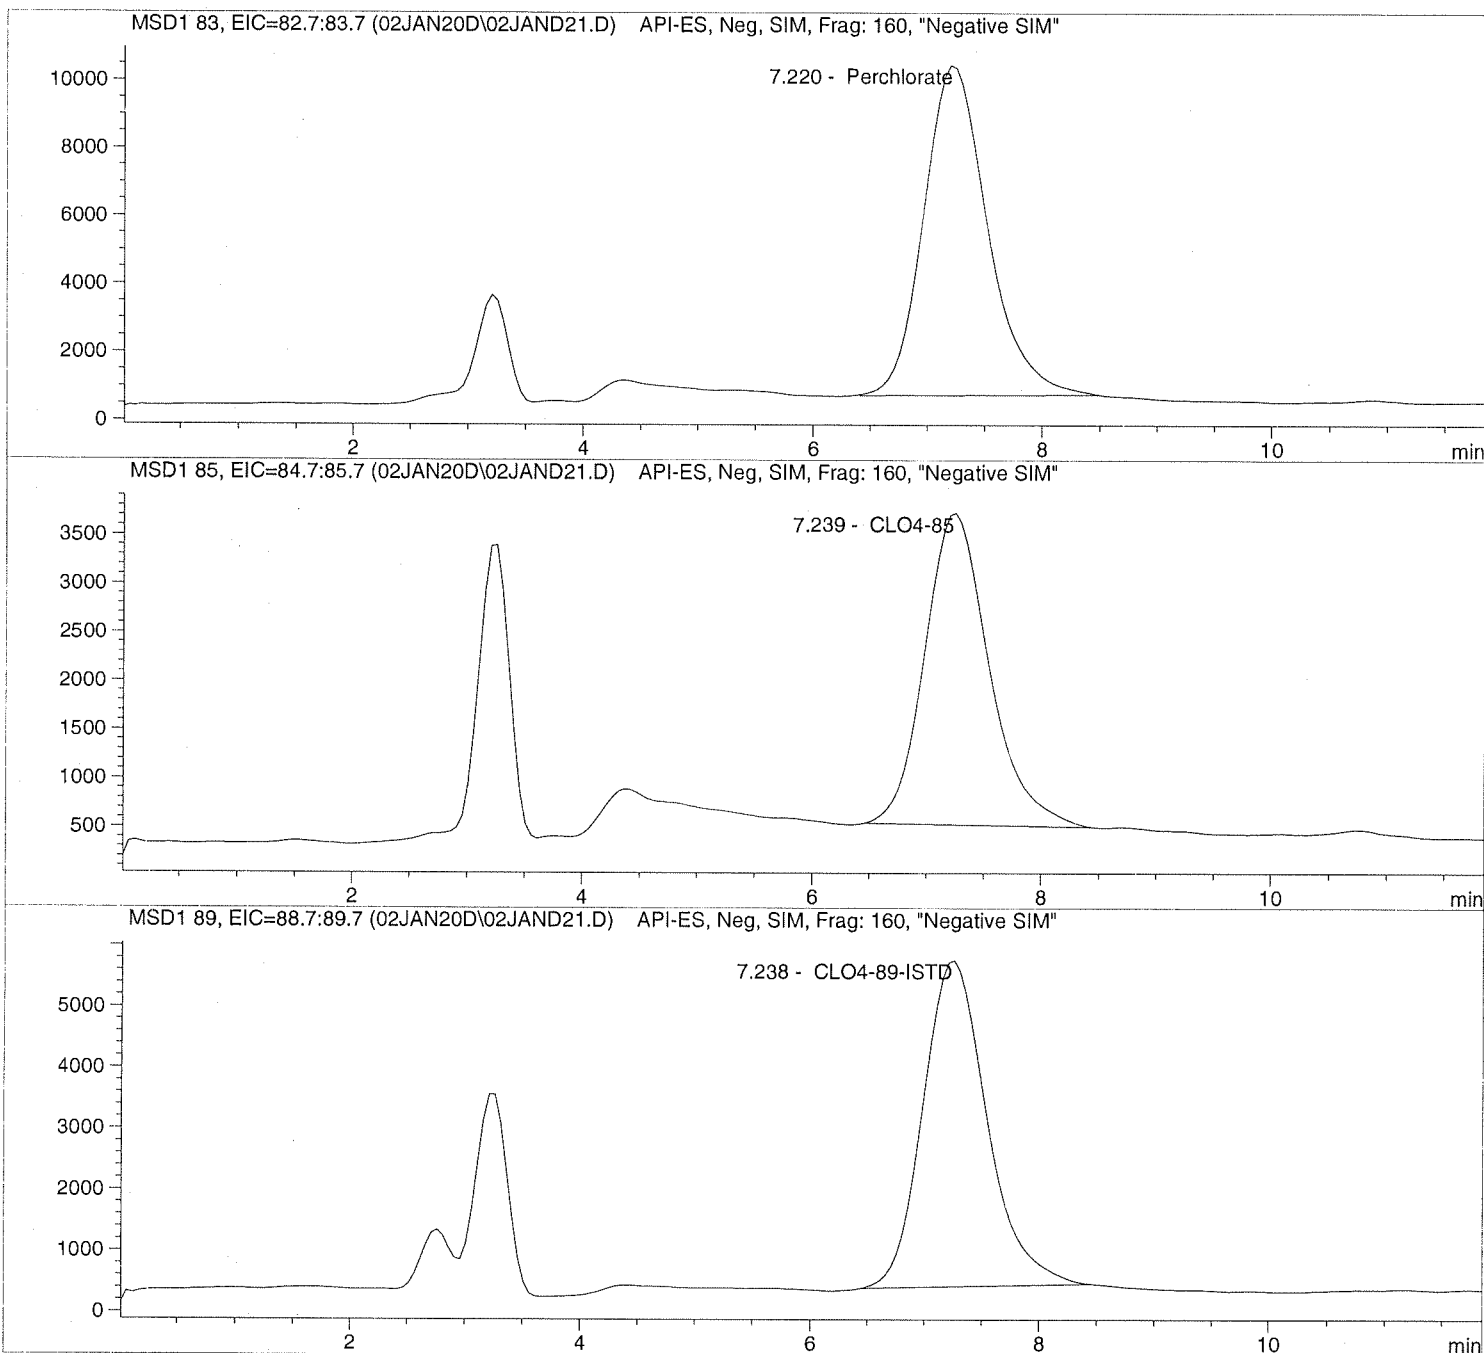 MSD1 83, EIC=82.7:83.7 (02JAN20D\02JAND21.D) API-ES, Neg, SIM, Frag: 160, "Negative SIM"
7.220 - Perchlorate
10000
8000
6000
4000
2000
0
2 4 6 8 10 min
MSD1 85, EIC=84.7:85.7 (02JAN20D\02JAND21.D) API-ES, Neg, SIM, Frag: 160, "Negative SIM"
7.239 - CLO4-85
3500
3000
2500
2000
1500
1000
500
2 4 6 8 10 min
MSD1 89, EIC=88.7:89.7 (02JAN20D\02JAND21.D) API-ES, Neg, SIM, Frag: 160, "Negative SIM"
7.238 - CLO4-89-ISTD
5000
4000
3000
2000
1000
0
2 4 6 8 10 min